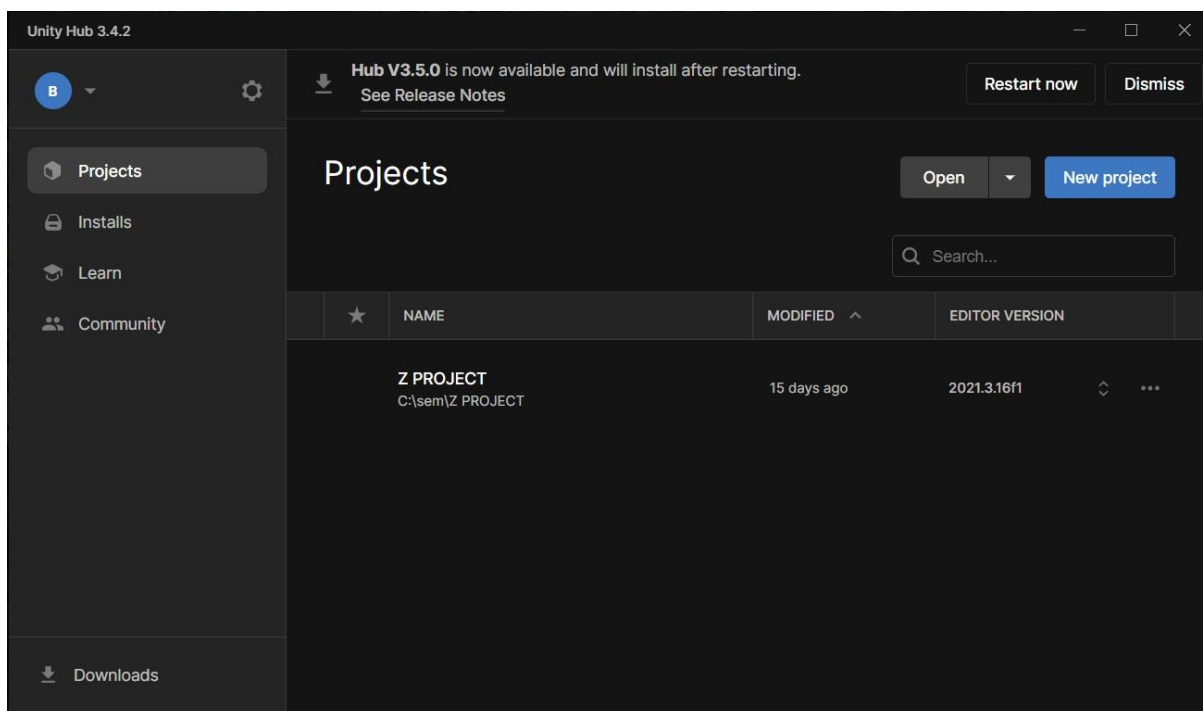 Unity Hub 3.4.2
B
Hub V3.5.0 is now available and will install after restarting.
See Release Notes
Restart now
Dismiss
Projects
Installs
Learn
Community
Downloads
Projects
Open
New project
Search...
NAME
MODIFIED
EDITOR VERSION
Z PROJECT
C:\sem\Z PROJECT
15 days ago
2021.3.16f1